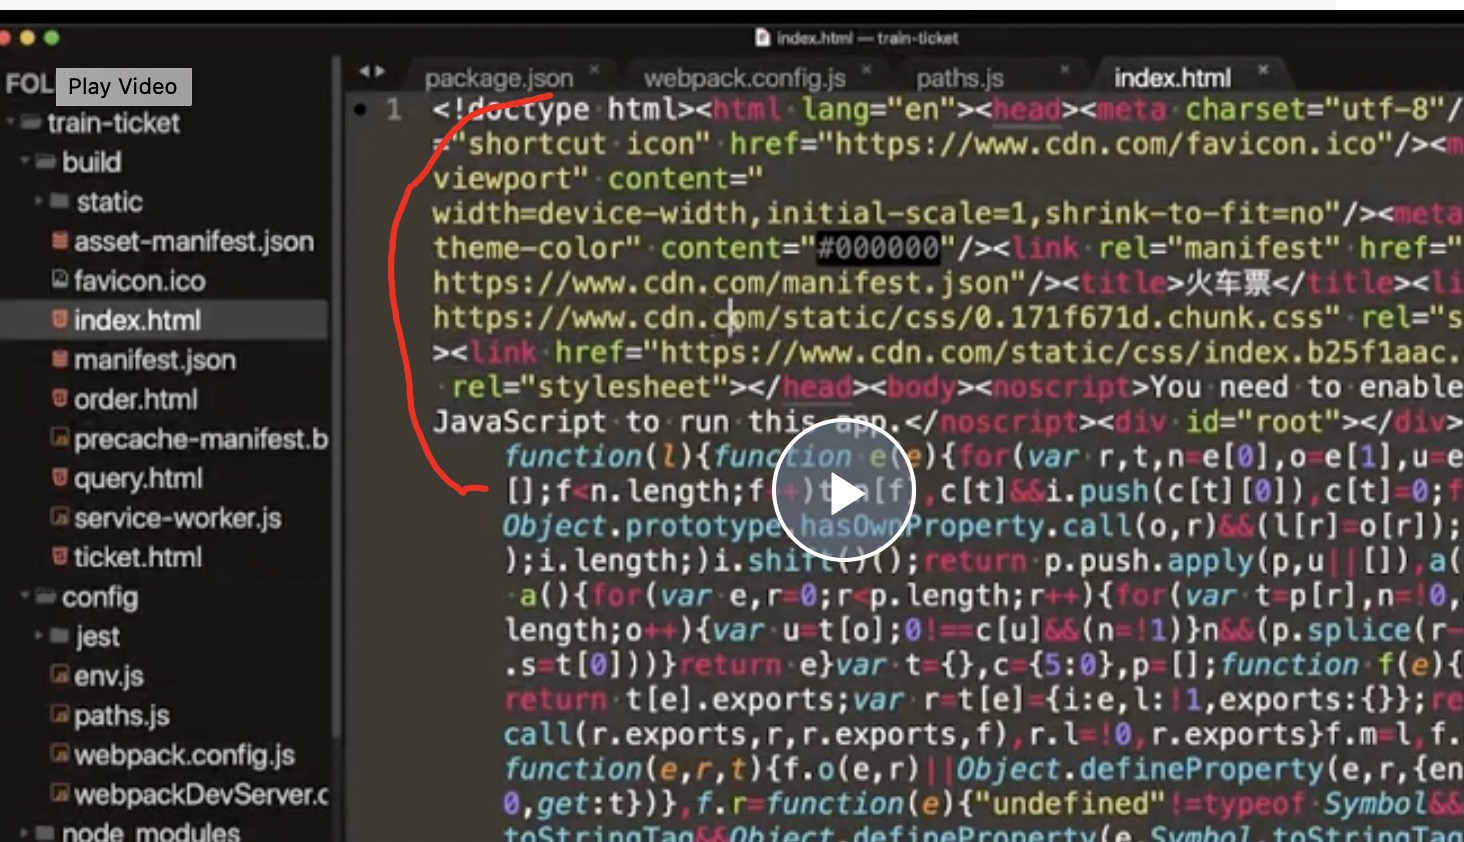 index.html — train-ticket
FOL
Play Video
train-ticket
build
static
asset-manifest.json
favicon.ico
index.html
manifest.json
order.html
precache-manifest.b
query.html
service-worker.js
ticket.html
config
jest
env.js
paths.js
webpack.config.js
webpackDevServer.c
node_modules
package.json × webpack.config.js × paths.js × index.html ×
1 <!doctype html><html lang="en"><head><meta charset="utf-8"/
="shortcut icon" href="https://www.cdn.com/favicon.ico"/><m
viewport" content="
width=device-width,initial-scale=1,shrink-to-fit=no"/><meta
theme-color" content="#000000"/><link rel="manifest" href="
https://www.cdn.com/manifest.json"/><title>火车票</title><li
https://www.cdn.com/static/css/0.171f671d.chunk.css" rel="s
><link href="https://www.cdn.com/static/css/index.b25f1aac.
rel="stylesheet"></head><body><noscript>You need to enable
JavaScript to run this app.</noscript><div id="root"></div>
function(l){function e(e){for(var r,t,n=e[0],o=e[1],u=e
[];f<n.length;f++)t=n[f],c[t]&&i.push(c[t][0]),c[t]=0;f
Object.prototype.hasOwnProperty.call(o,r)&&(l[r]=o[r]);
);i.length;)i.shift()();return p.push.apply(p,u||[]),a(
a(){for(var e,r=0;r<p.length;r++){for(var t=p[r],n=!0,
length;o++){var u=t[o];0!==c[u]&&(n=!1)}n&&(p.splice(r-
.s=t[0]))}return e}var t={},c={5:0},p=[];function f(e){
return t[e].exports;var r=t[e]={i:e,l:!1,exports:{}};re
call(r.exports,r,r.exports,f),r.l=!0,r.exports}f.m=l,f.
function(e,r,t){f.o(e,r)||Object.defineProperty(e,r,{en
0,get:t})},f.r=function(e){"undefined"!=typeof Symbol&&
toStringTag&&Object.defineProperty(e,Symbol.toStringTag